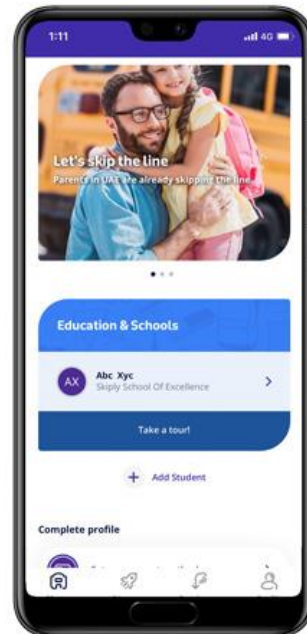 1:11
4G
Let's skip the line
Parents in UAE are already skipping the line.
Education & Schools
AX
Abc Xyc
Skiply School Of Excellence
Take a tour!
+ Add Student
Complete profile